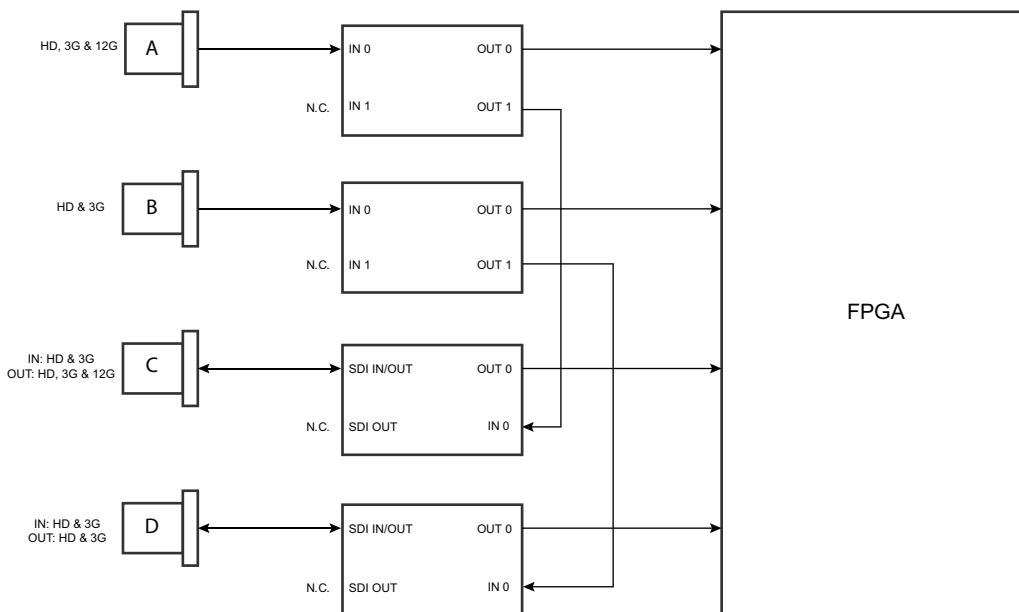 HD, 3G & 12G
A
IN 0
OUT 0
N.C.
IN 1
OUT 1
HD & 3G
B
IN 0
OUT 0
N.C.
IN 1
OUT 1
FPGA
IN: HD & 3G
OUT: HD, 3G & 12G
C
SDI IN/OUT
OUT 0
N.C.
SDI OUT
IN 0
IN: HD & 3G
OUT: HD & 3G
D
SDI IN/OUT
OUT 0
N.C.
SDI OUT
IN 0